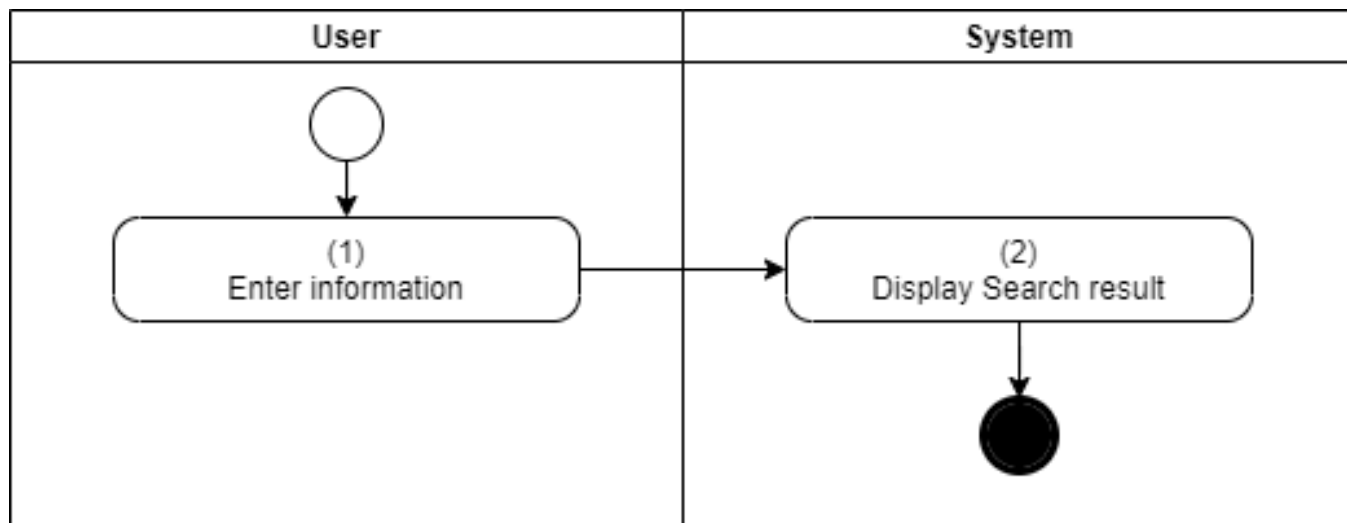 User
System
(1)
Enter information
(2)
Display Search result